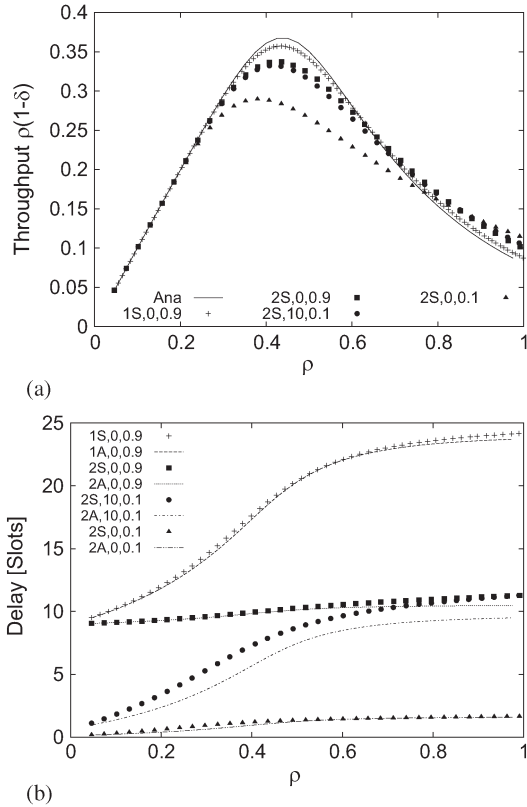 (a)
Throughput ρ(1-δ)
0.4
0.35
0.3
0.25
0.2
0.15
0.1
0.05
0
Ana
1S,0,0.9
2S,0,0.9
2S,10,0.1
2S,0,0.1
0 0.2 0.4 0.6 0.8 1
ρ
(b)
Delay [Slots]
25
20
15
10
5
0
1S,0,0.9
1A,0,0.9
2S,0,0.9
2A,0,0.9
2S,10,0.1
2A,10,0.1
2S,0,0.1
2A,0,0.1
0 0.2 0.4 0.6 0.8 1
ρ